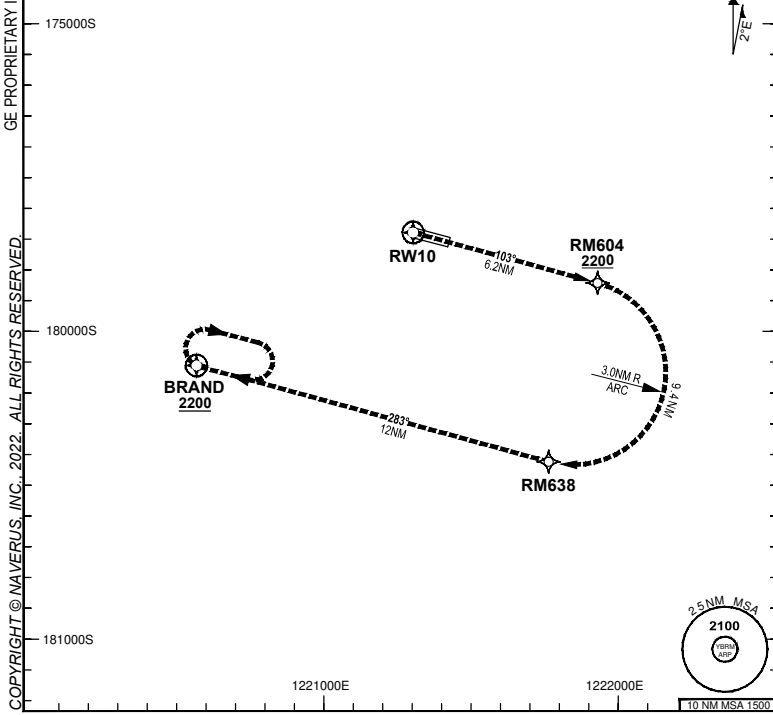 GE PROPRIETARY I
COPYRIGHT © NAVERUS, INC., 2022. ALL RIGHTS RESERVED.
175000S
2°E
RW10
103°
6.2NM
RM604
2200
180000S
BRAND
2200
3.0NM R
ARC
9.4NM
283°
12NM
RM638
181000S
1221000E
1222000E
25NM MSA
2100
YBRM
ARP
10 NM MSA 1500